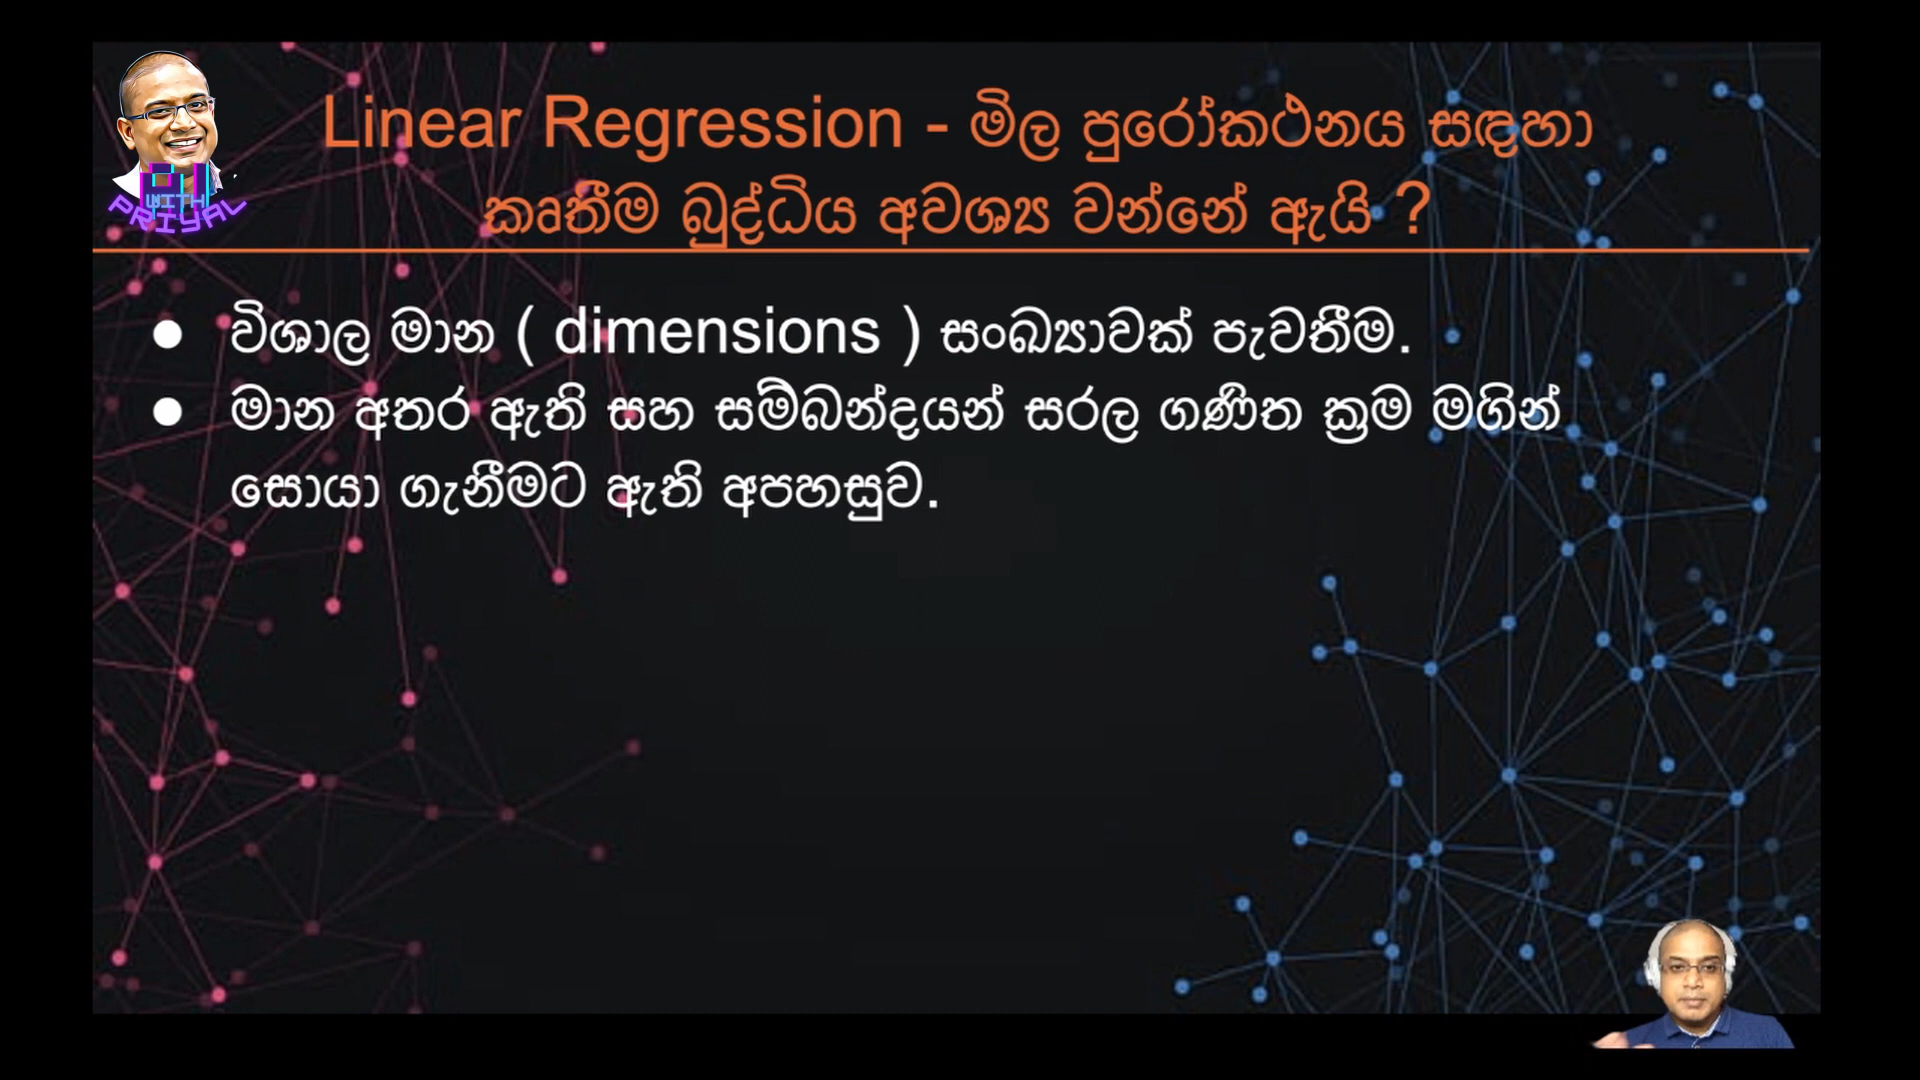 AI
WITH
PRIYAL
Linear Regression - මිල පුරෝකථනය සඳහා
කෘතීම බුද්ධිය අවශ්‍ය වන්නේ ඇයි ?
● විශාල මාන ( dimensions ) සංඛ්‍යාවක් පැවතීම.
● මාන අතර ඇති සහ සම්බන්දයන් සරල ගණිත ක්‍රම මගින්
සොයා ගැනීමට ඇති අපහසුව.